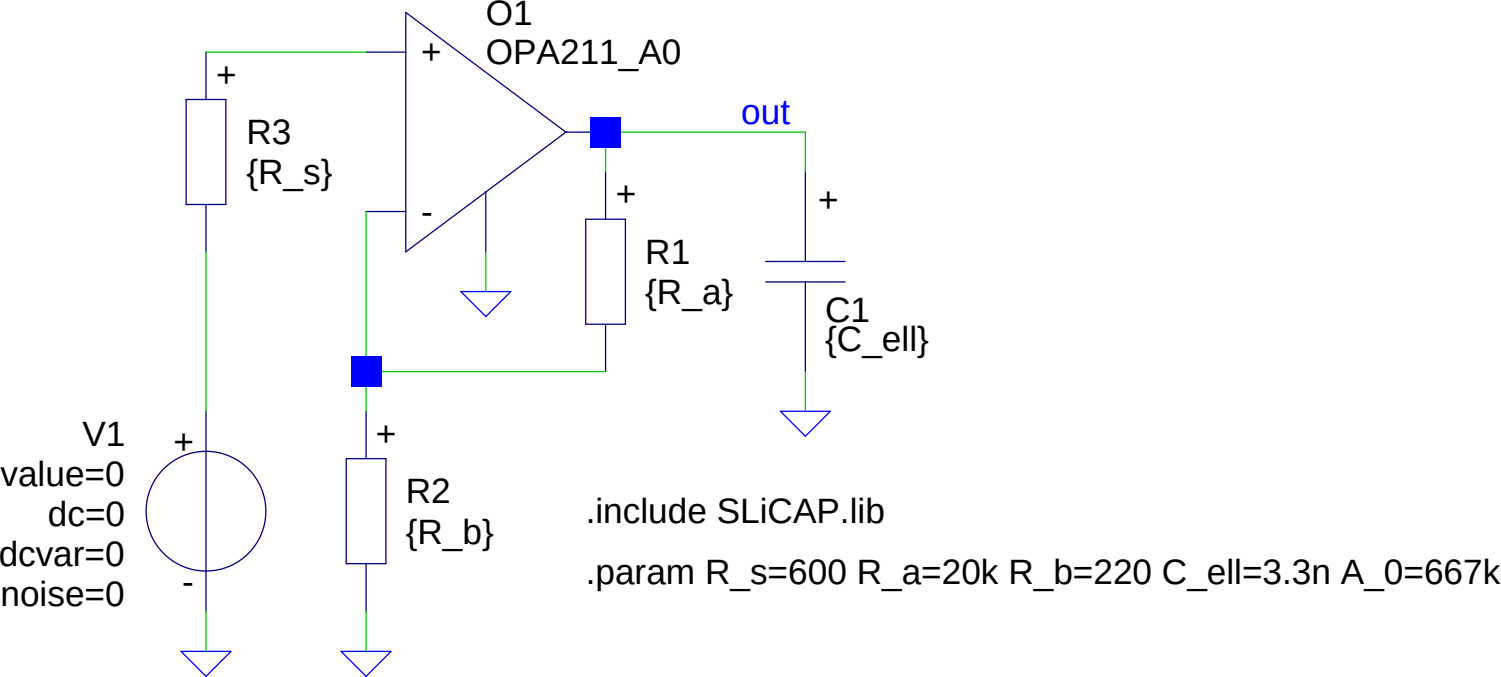 O1
OPA211_A0
+
out
+
R3
{R_s}
+
+
-
R1
{R_a}
C1
{C_ell}
V1
+
value=0
dc=0
dcvar=0
noise=0
-
+
R2
{R_b}
.include SLiCAP.lib
.param R_s=600 R_a=20k R_b=220 C_ell=3.3n A_0=667k